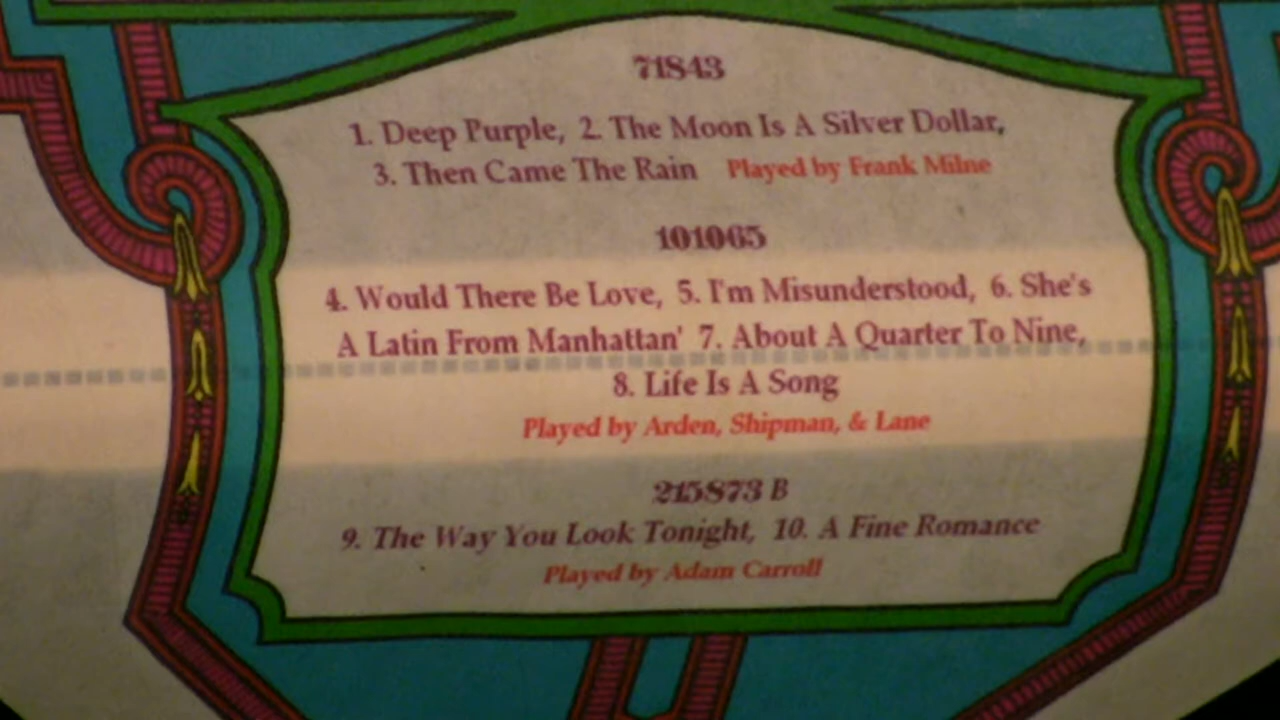 71843
1. Deep Purple, 2. The Moon Is A Silver Dollar,
3. Then Came The Rain Played by Frank Milne
101065
4. Would There Be Love, 5. I'm Misunderstood, 6. She's
A Latin From Manhattan' 7. About A Quarter To Nine,
8. Life Is A Song
Played by Arden, Shipman, & Lane
215873 B
9. The Way You Look Tonight, 10. A Fine Romance
Played by Adam Carroll